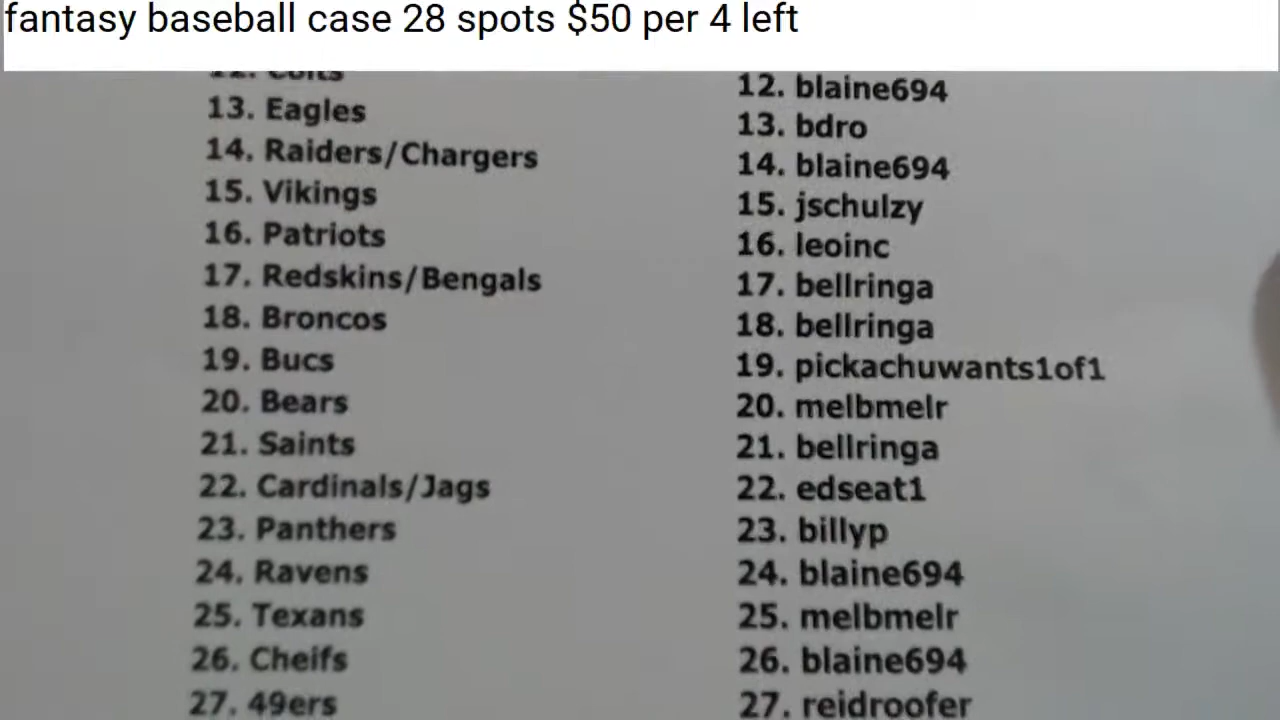 fantasy baseball case 28 spots $50 per 4 left
12. Colts
13. Eagles
14. Raiders/Chargers
15. Vikings
16. Patriots
17. Redskins/Bengals
18. Broncos
19. Bucs
20. Bears
21. Saints
22. Cardinals/Jags
23. Panthers
24. Ravens
25. Texans
26. Cheifs
27. 49ers
12. blaine694
13. bdro
14. blaine694
15. jschulzy
16. leoinc
17. bellringa
18. bellringa
19. pickachuwants1of1
20. melbmelr
21. bellringa
22. edseat1
23. billyp
24. blaine694
25. melbmelr
26. blaine694
27. reidroofer